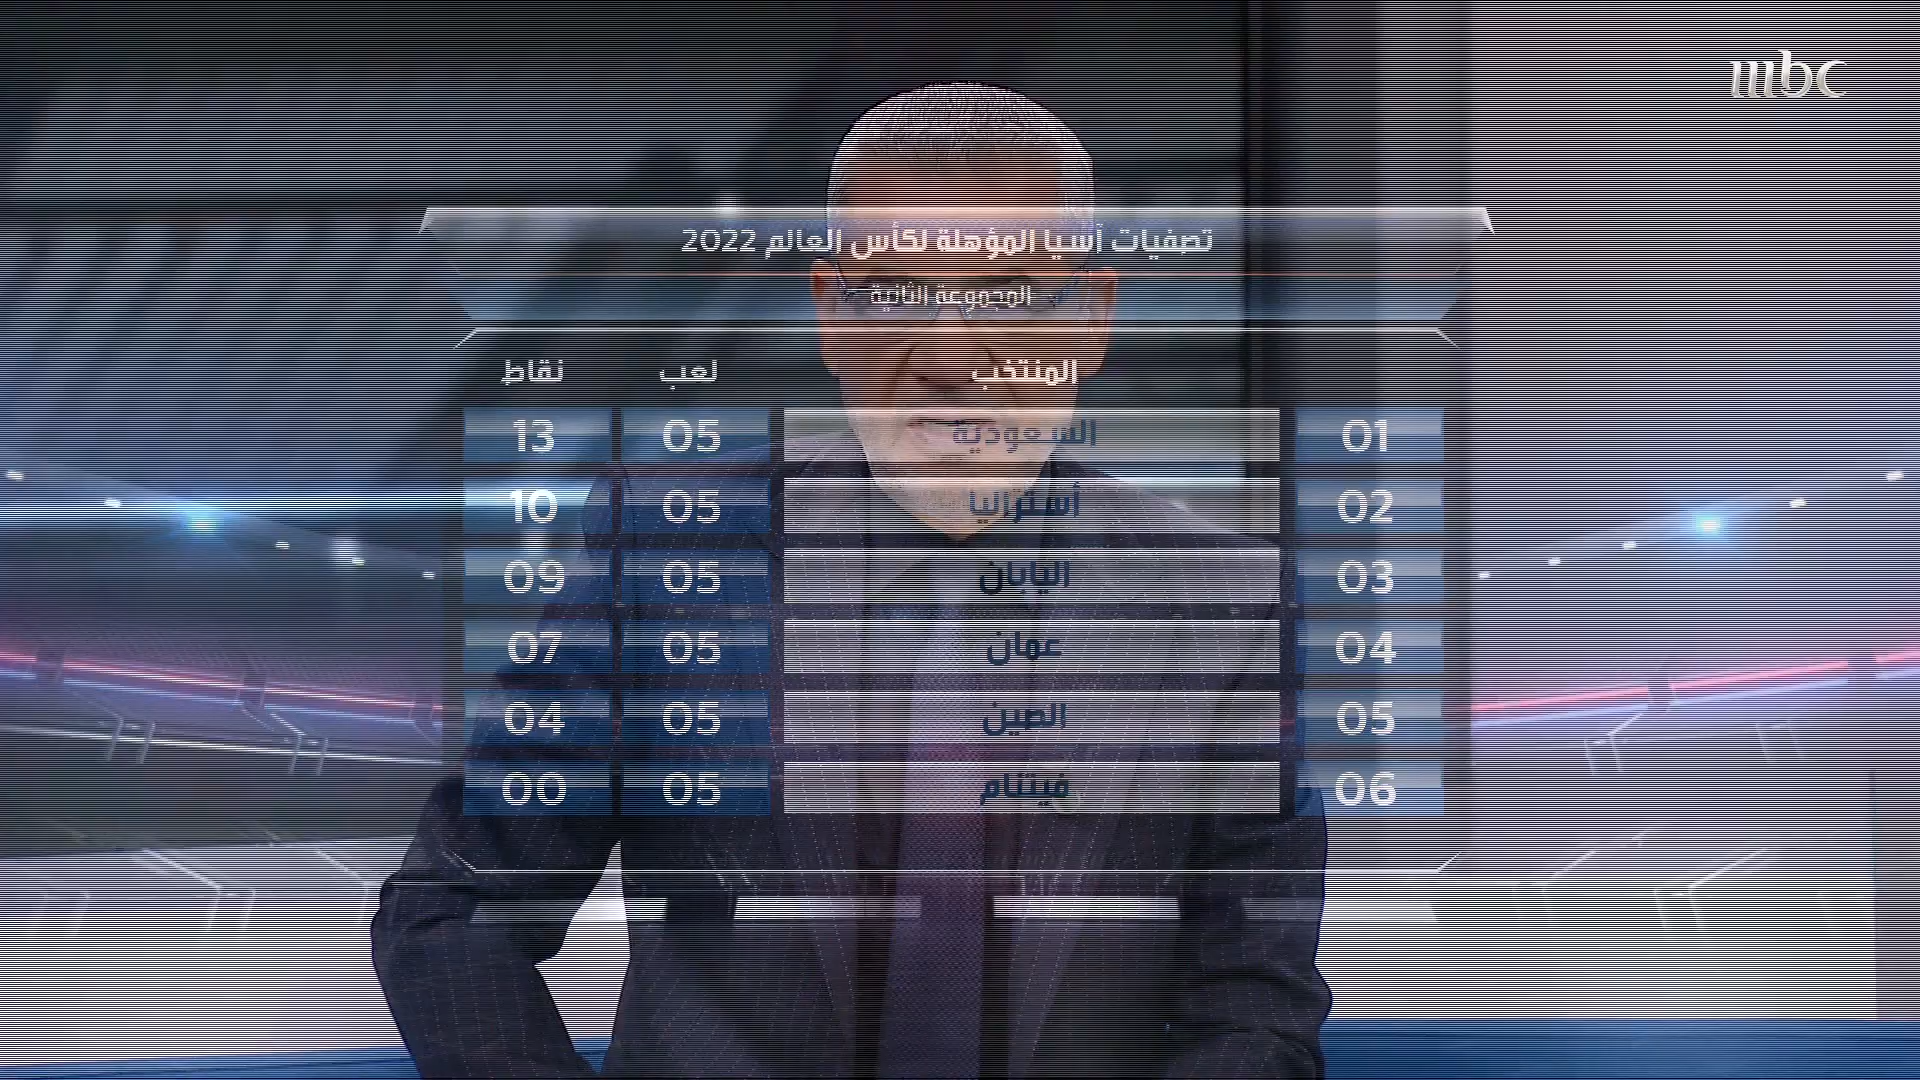 mbc
تصفيات آسيا المؤهلة لكأس العالم 2022
المجموعة الثانية
المنتخب لعب نقاط
01 السعودية 05 13
02 أستراليا 05 10
03 اليابان 05 09
04 عمان 05 07
05 الصين 05 04
06 فيتنام 05 00